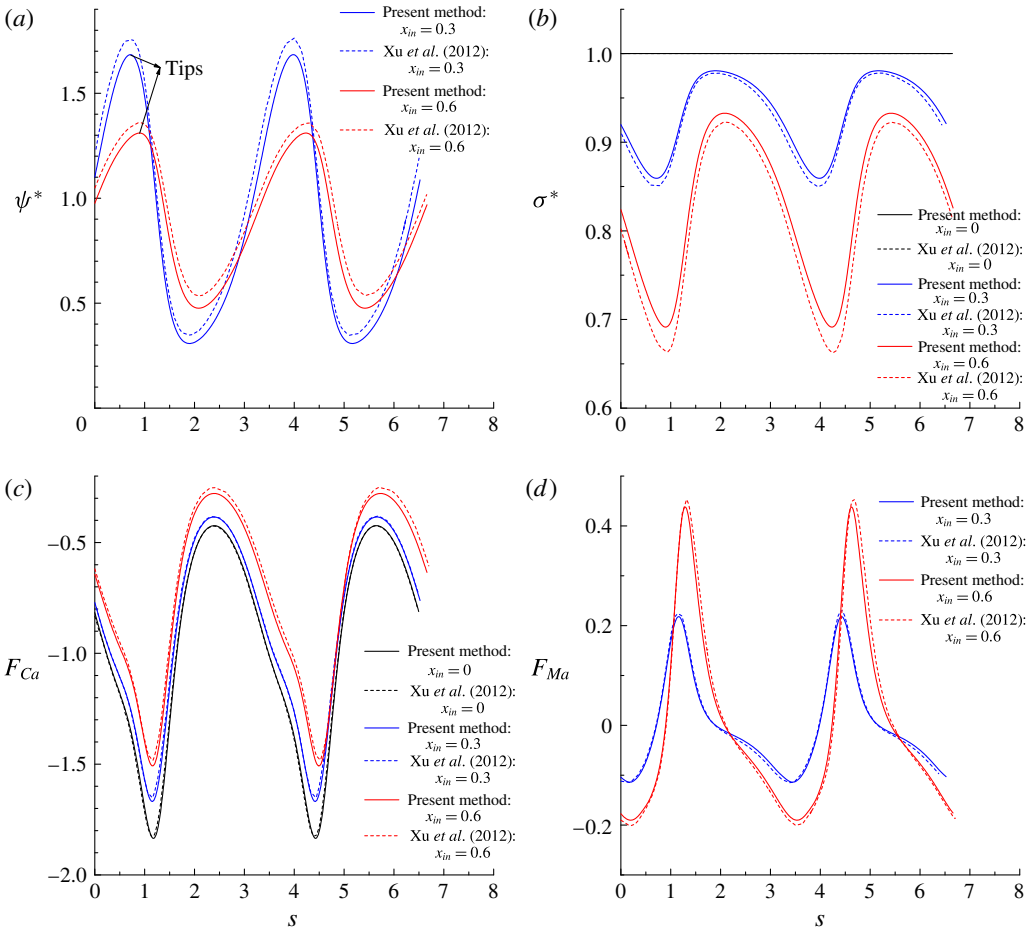 (a)
Present method:
x_in = 0.3
Xu et al. (2012):
x_in = 0.3
Present method:
x_in = 0.6
Xu et al. (2012):
x_in = 0.6
Tips
ψ*
1.5
1.0
0.5
0
0 1 2 3 4 5 6 7 8
(b)
σ*
1.0
0.9
0.8
0.7
0.6
Present method:
x_in = 0
Xu et al. (2012):
x_in = 0
Present method:
x_in = 0.3
Xu et al. (2012):
x_in = 0.3
Present method:
x_in = 0.6
Xu et al. (2012):
x_in = 0.6
0 1 2 3 4 5 6 7 8
(c)
F_Ca
−0.5
−1.0
−1.5
−2.0
Present method:
x_in = 0
Xu et al. (2012):
x_in = 0
Present method:
x_in = 0.3
Xu et al. (2012):
x_in = 0.3
Present method:
x_in = 0.6
Xu et al. (2012):
x_in = 0.6
0 1 2 3 4 5 6 7 8
s
(d)
F_Ma
0.4
0.2
0
−0.2
Present method:
x_in = 0.3
Xu et al. (2012):
x_in = 0.3
Present method:
x_in = 0.6
Xu et al. (2012):
x_in = 0.6
0 1 2 3 4 5 6 7 8
s